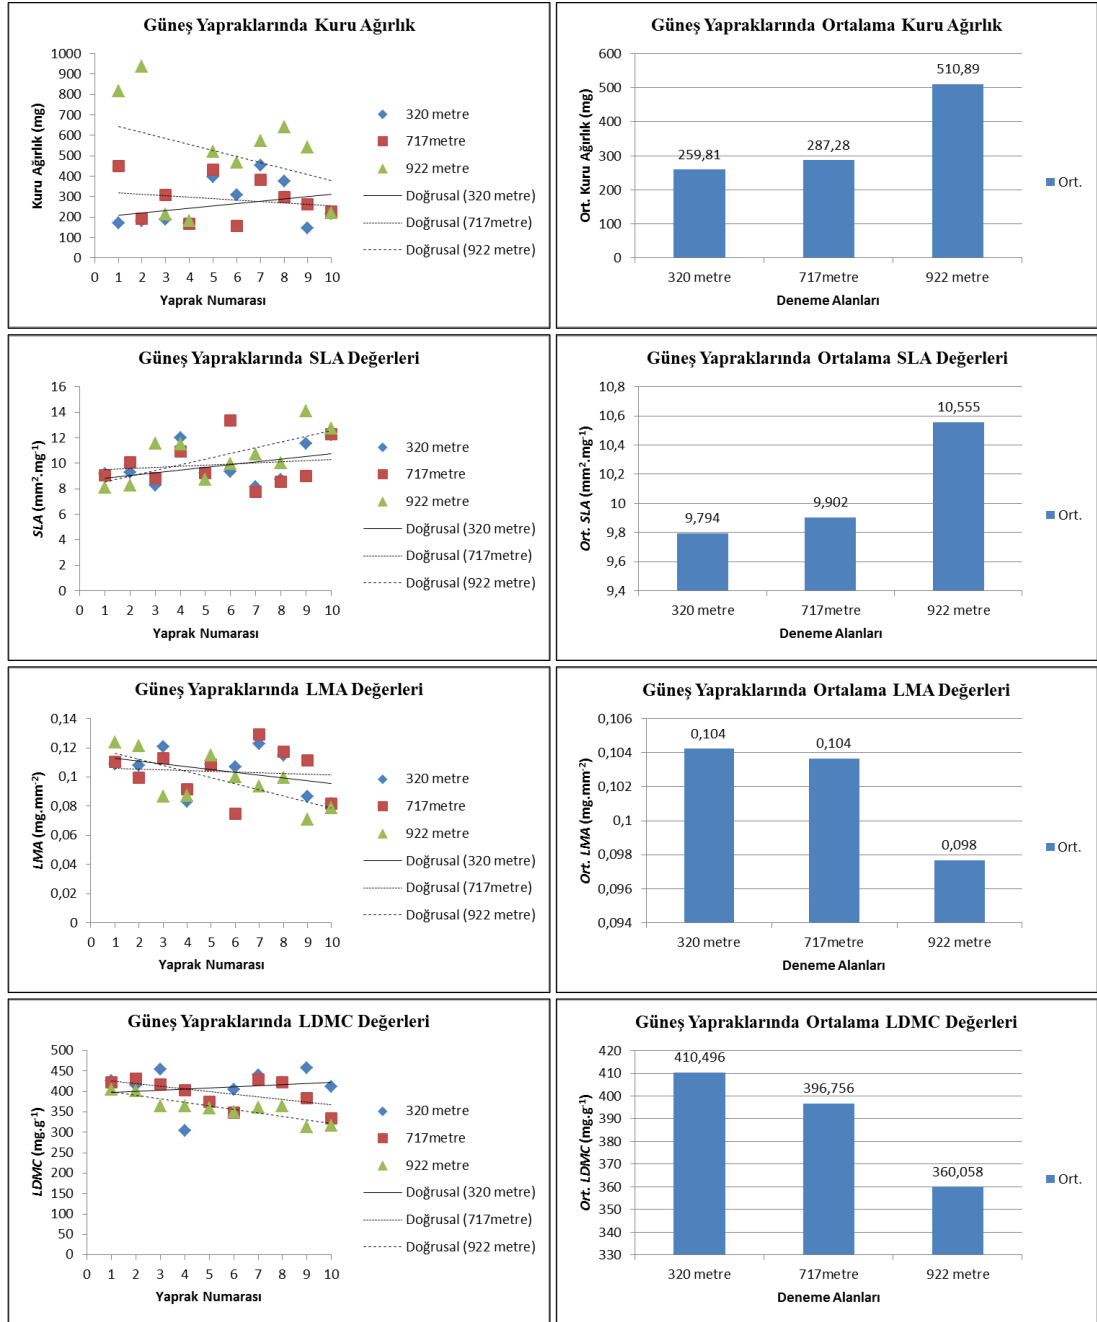 Güneş Yapraklarında Kuru Ağırlık
1000
900
800
700
600
500
400
300
200
100
0
Kuru Ağırlık (mg)
0 1 2 3 4 5 6 7 8 9 10
Yaprak Numarası
320 metre
717metre
922 metre
Doğrusal (320 metre)
Doğrusal (717metre)
Doğrusal (922 metre)
Güneş Yapraklarında Ortalama Kuru Ağırlık
600
500
400
300
200
100
0
Ort. Kuru Ağırlık (mg)
259,81
287,28
510,89
320 metre 717metre 922 metre
Deneme Alanları
Ort.
Güneş Yapraklarında SLA Değerleri
16
14
12
10
8
6
4
2
0
SLA (mm².mg⁻¹)
0 1 2 3 4 5 6 7 8 9 10
Yaprak Numarası
320 metre
717metre
922 metre
Doğrusal (320 metre)
Doğrusal (717metre)
Doğrusal (922 metre)
Güneş Yapraklarında Ortalama SLA Değerleri
10,8
10,6
10,4
10,2
10
9,8
9,6
9,4
Ort. SLA (mm².mg⁻¹)
9,794
9,902
10,555
320 metre 717metre 922 metre
Deneme Alanları
Ort.
Güneş Yapraklarında LMA Değerleri
0,14
0,12
0,1
0,08
0,06
0,04
0,02
0
LMA (mg.mm⁻²)
0 1 2 3 4 5 6 7 8 9 10
Yaprak Numarası
320 metre
717metre
922 metre
Doğrusal (320 metre)
Doğrusal (717metre)
Doğrusal (922 metre)
Güneş Yapraklarında Ortalama LMA Değerleri
0,106
0,104
0,102
0,1
0,098
0,096
0,094
Ort. LMA (mg.mm⁻²)
0,104
0,104
0,098
320 metre 717metre 922 metre
Deneme Alanları
Ort.
Güneş Yapraklarında LDMC Değerleri
500
450
400
350
300
250
200
150
100
50
0
LDMC (mg.g⁻¹)
0 1 2 3 4 5 6 7 8 9 10
Yaprak Numarası
320 metre
717metre
922 metre
Doğrusal (320 metre)
Doğrusal (717metre)
Doğrusal (922 metre)
Güneş Yapraklarında Ortalama LDMC Değerleri
420
410
400
390
380
370
360
350
340
330
Ort. LDMC (mg.g⁻¹)
410,496
396,756
360,058
320 metre 717metre 922 metre
Deneme Alanları
Ort.